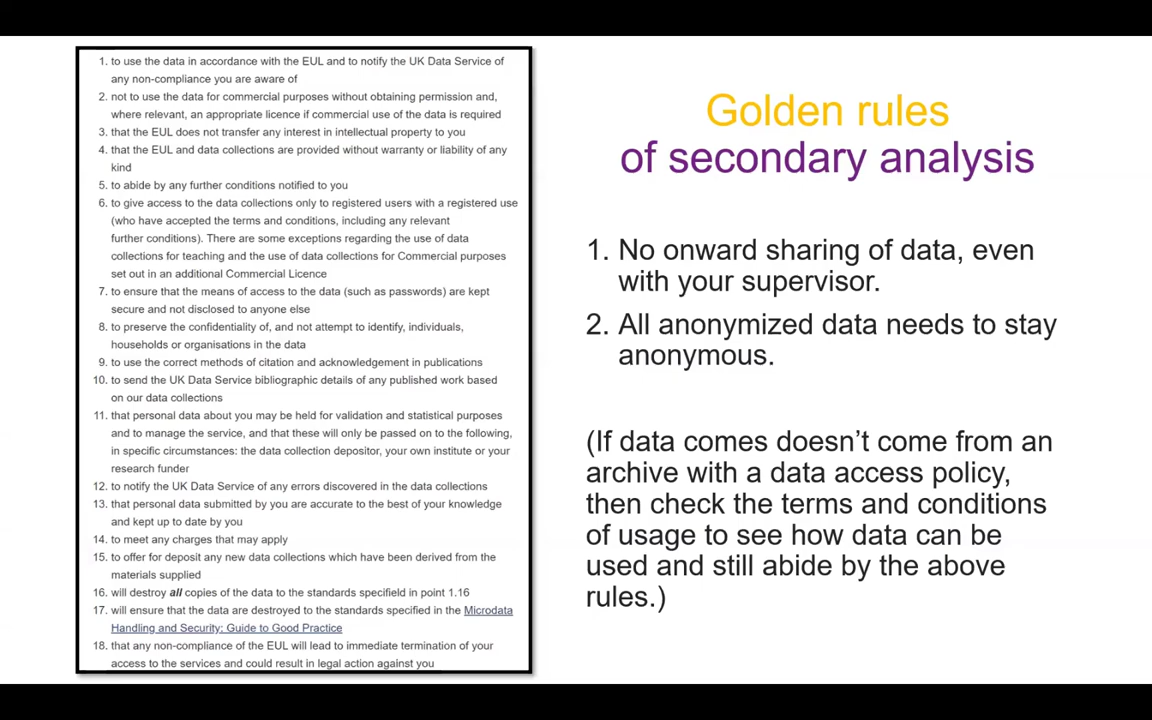 1. to use the data in accordance with the EUL and to notify the UK Data Service of
any non-compliance you are aware of
2. not to use the data for commercial purposes without obtaining permission and,
where relevant, an appropriate licence if commercial use of the data is required
3. that the EUL does not transfer any interest in intellectual property to you
4. that the EUL and data collections are provided without warranty or liability of any
kind
5. to abide by any further conditions notified to you
6. to give access to the data collections only to registered users with a registered use
(who have accepted the terms and conditions, including any relevant
further conditions). There are some exceptions regarding the use of data
collections for teaching and the use of data collections for Commercial purposes
set out in an additional Commercial Licence
7. to ensure that the means of access to the data (such as passwords) are kept
secure and not disclosed to anyone else
8. to preserve the confidentiality of, and not attempt to identify, individuals,
households or organisations in the data
9. to use the correct methods of citation and acknowledgement in publications
10. to send the UK Data Service bibliographic details of any published work based
on our data collections
11. that personal data about you may be held for validation and statistical purposes
and to manage the service, and that these will only be passed on to the following,
in specific circumstances: the data collection depositor, your own institute or your
research funder
12. to notify the UK Data Service of any errors discovered in the data collections
13. that personal data submitted by you are accurate to the best of your knowledge
and kept up to date by you
14. to meet any charges that may apply
15. to offer for deposit any new data collections which have been derived from the
materials supplied
16. will destroy all copies of the data to the standards specifield in point 1.16
17. will ensure that the data are destroyed to the standards specified in the Microdata
Handling and Security: Guide to Good Practice
18. that any non-compliance of the EUL will lead to immediate termination of your
access to the services and could result in legal action against you
Golden rules
of secondary analysis
1. No onward sharing of data, even
with your supervisor.
2. All anonymized data needs to stay
anonymous.
(If data comes doesn’t come from an
archive with a data access policy,
then check the terms and conditions
of usage to see how data can be
used and still abide by the above
rules.)